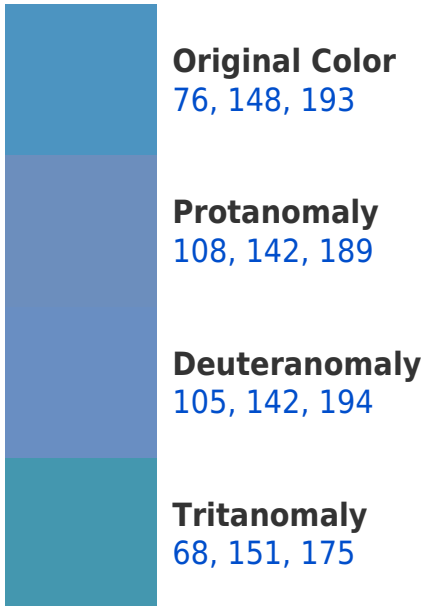 Original Color
76, 148, 193
Protanomaly
108, 142, 189
Deuteranomaly
105, 142, 194
Tritanomaly
68, 151, 175